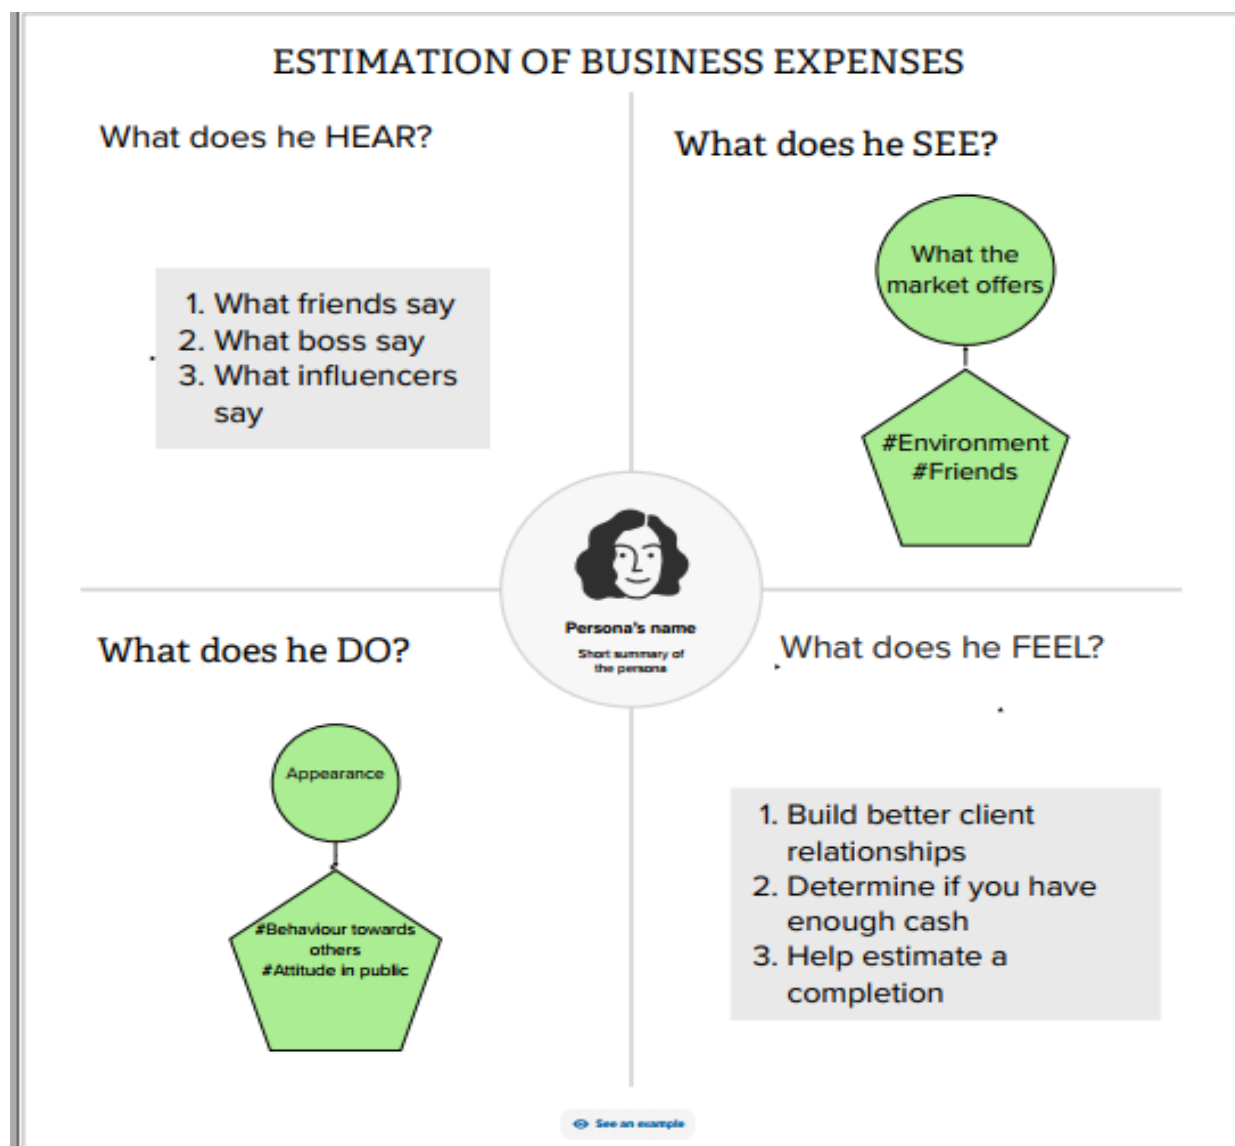 ESTIMATION OF BUSINESS EXPENSES
What does he HEAR?
1. What friends say
2. What boss say
3. What influencers
say
What does he SEE?
What the
market offers
#Environment
#Friends
Persona's name
Short summary of
the persona
What does he DO?
Appearance
#Behaviour towards
others
#Attitude in public
What does he FEEL?
1. Build better client
relationships
2. Determine if you have
enough cash
3. Help estimate a
completion
See an example